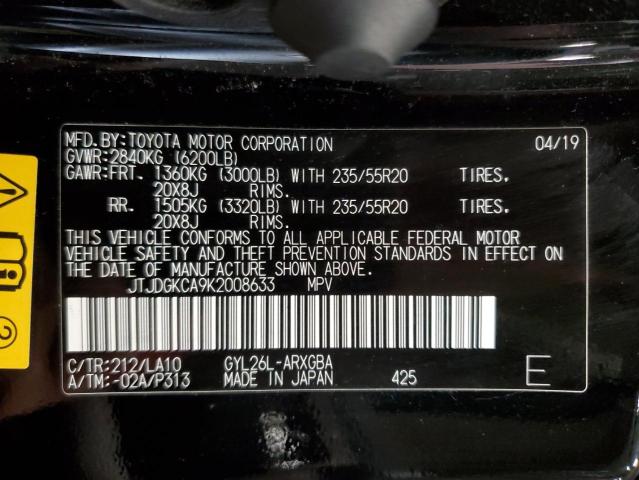 MFD.BY:TOYOTA MOTOR CORPORATION 04/19
GVWR:2840KG (6200LB)
GAWR:FRT. 1360KG (3000LB) WITH 235/55R20 TIRES.
20X8J RIMS.
RR. 1505KG (3320LB) WITH 235/55R20 TIRES.
20X8J RIMS.
THIS VEHICLE CONFORMS TO ALL APPLICABLE FEDERAL MOTOR
VEHICLE SAFETY AND THEFT PREVENTION STANDARDS IN EFFECT ON
THE DATE OF MANUFACTURE SHOWN ABOVE.
JTJDGKCA9K2008633 MPV
C/TR:212/LA10 GYL26L-ARXGBA
A/TM:-02A/P313 MADE IN JAPAN 425 E
2